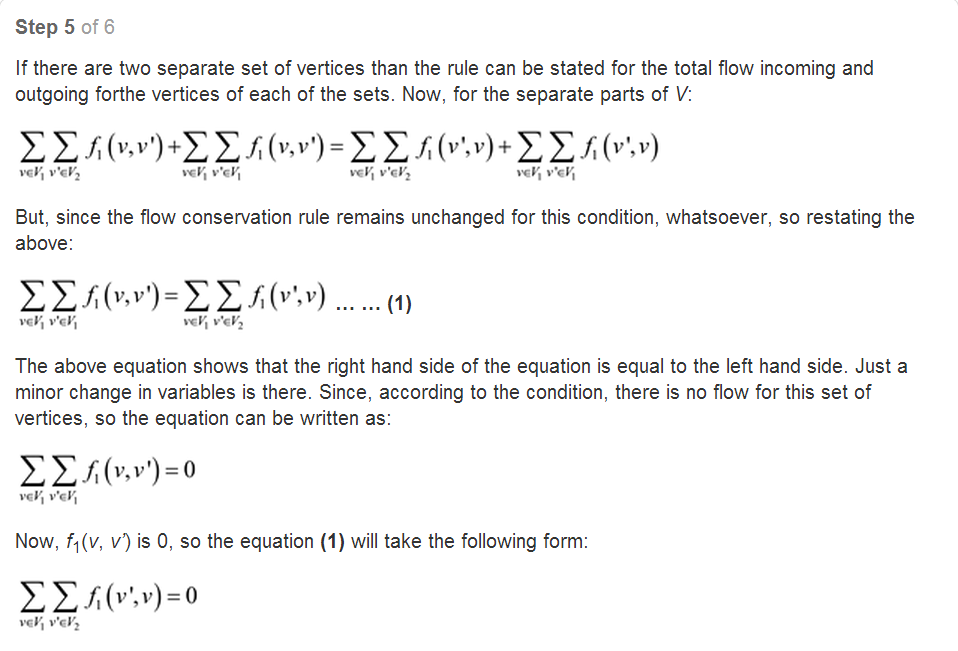 Step 5 of 6
If there are two separate set of vertices than the rule can be stated for the total flow incoming and
outgoing forthe vertices of each of the sets. Now, for the separate parts of V:
∑_{v∈V₁} ∑_{v'∈V₂} f₁(v,v') + ∑_{v∈V₁} ∑_{v'∈V₁} f₁(v,v') = ∑_{v∈V₁} ∑_{v'∈V₂} f₁(v',v) + ∑_{v∈V₁} ∑_{v'∈V₁} f₁(v',v)
But, since the flow conservation rule remains unchanged for this condition, whatsoever, so restating the
above:
∑_{v∈V₁} ∑_{v'∈V₁} f₁(v,v') = ∑_{v∈V₁} ∑_{v'∈V₂} f₁(v',v) ... ... (1)
The above equation shows that the right hand side of the equation is equal to the left hand side. Just a
minor change in variables is there. Since, according to the condition, there is no flow for this set of
vertices, so the equation can be written as:
∑_{v∈V₁} ∑_{v'∈V₁} f₁(v,v') = 0
Now, f₁(v, v') is 0, so the equation (1) will take the following form:
∑_{v∈V₁} ∑_{v'∈V₂} f₁(v',v) = 0